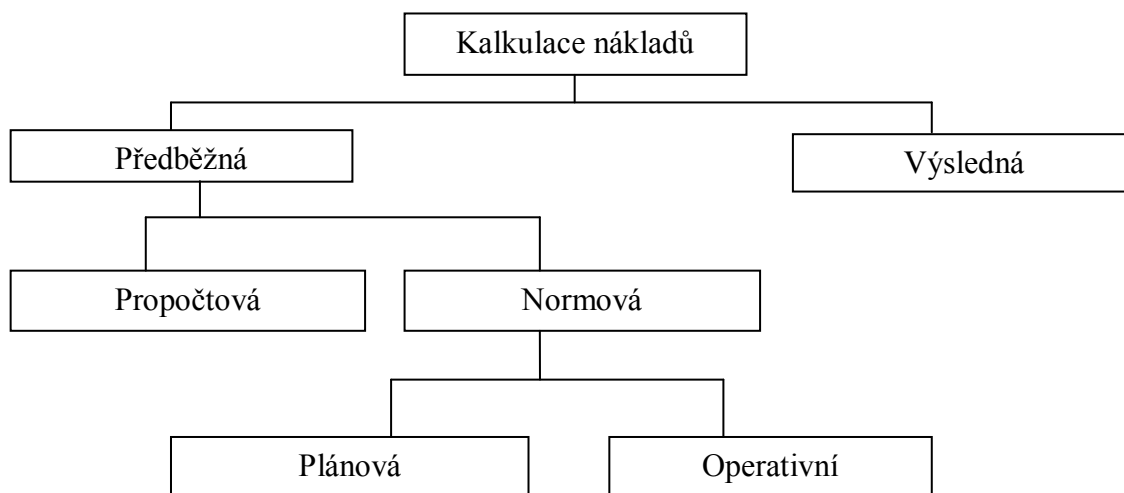 Kalkulace nákladů
Předběžná
Výsledná
Propočtová
Normová
Plánová
Operativní